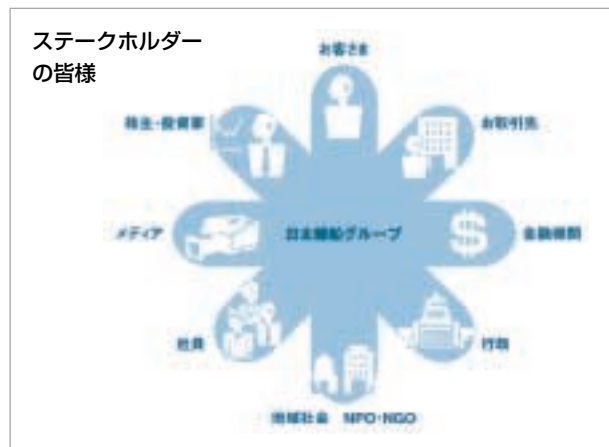 ステークホルダー
の皆様
お客さま
株主・投資家
お取引先
メディア
日本郵船グループ
金融機関
社員
行政
地域社会 NPO・NGO